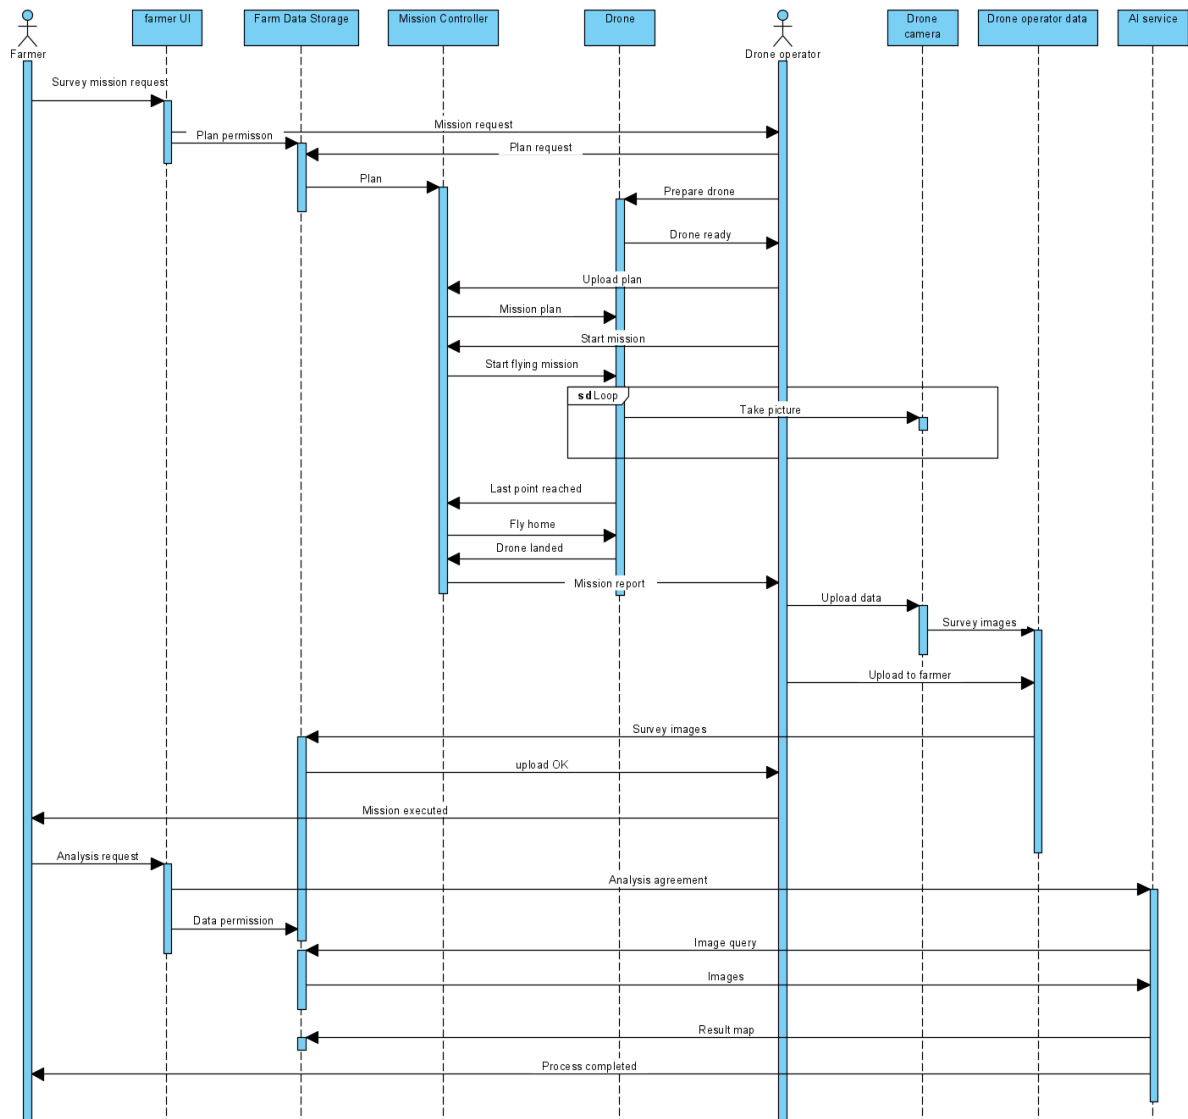 farmer UI
Farm Data Storage
Mission Controller
Drone
Drone
camera
Drone operator data
AI service
Farmer
Drone operator
Survey mission request
Mission request
Plan permisson
Plan request
Plan
Prepare drone
Drone ready
Upload plan
Mission plan
Start mission
Start flying mission
sd Loop
Take picture
Last point reached
Fly home
Drone landed
Mission report
Upload data
Survey images
Upload to farmer
Survey images
upload OK
Mission executed
Analysis request
Analysis agreement
Data permission
Image query
Images
Result map
Process completed